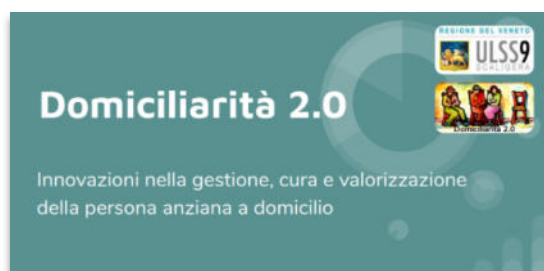 REGIONE DEL VENETO
ULSS9
SCALIGERA
Domiciliarità 2.0
Domiciliarità 2.0
Innovazioni nella gestione, cura e valorizzazione
della persona anziana a domicilio